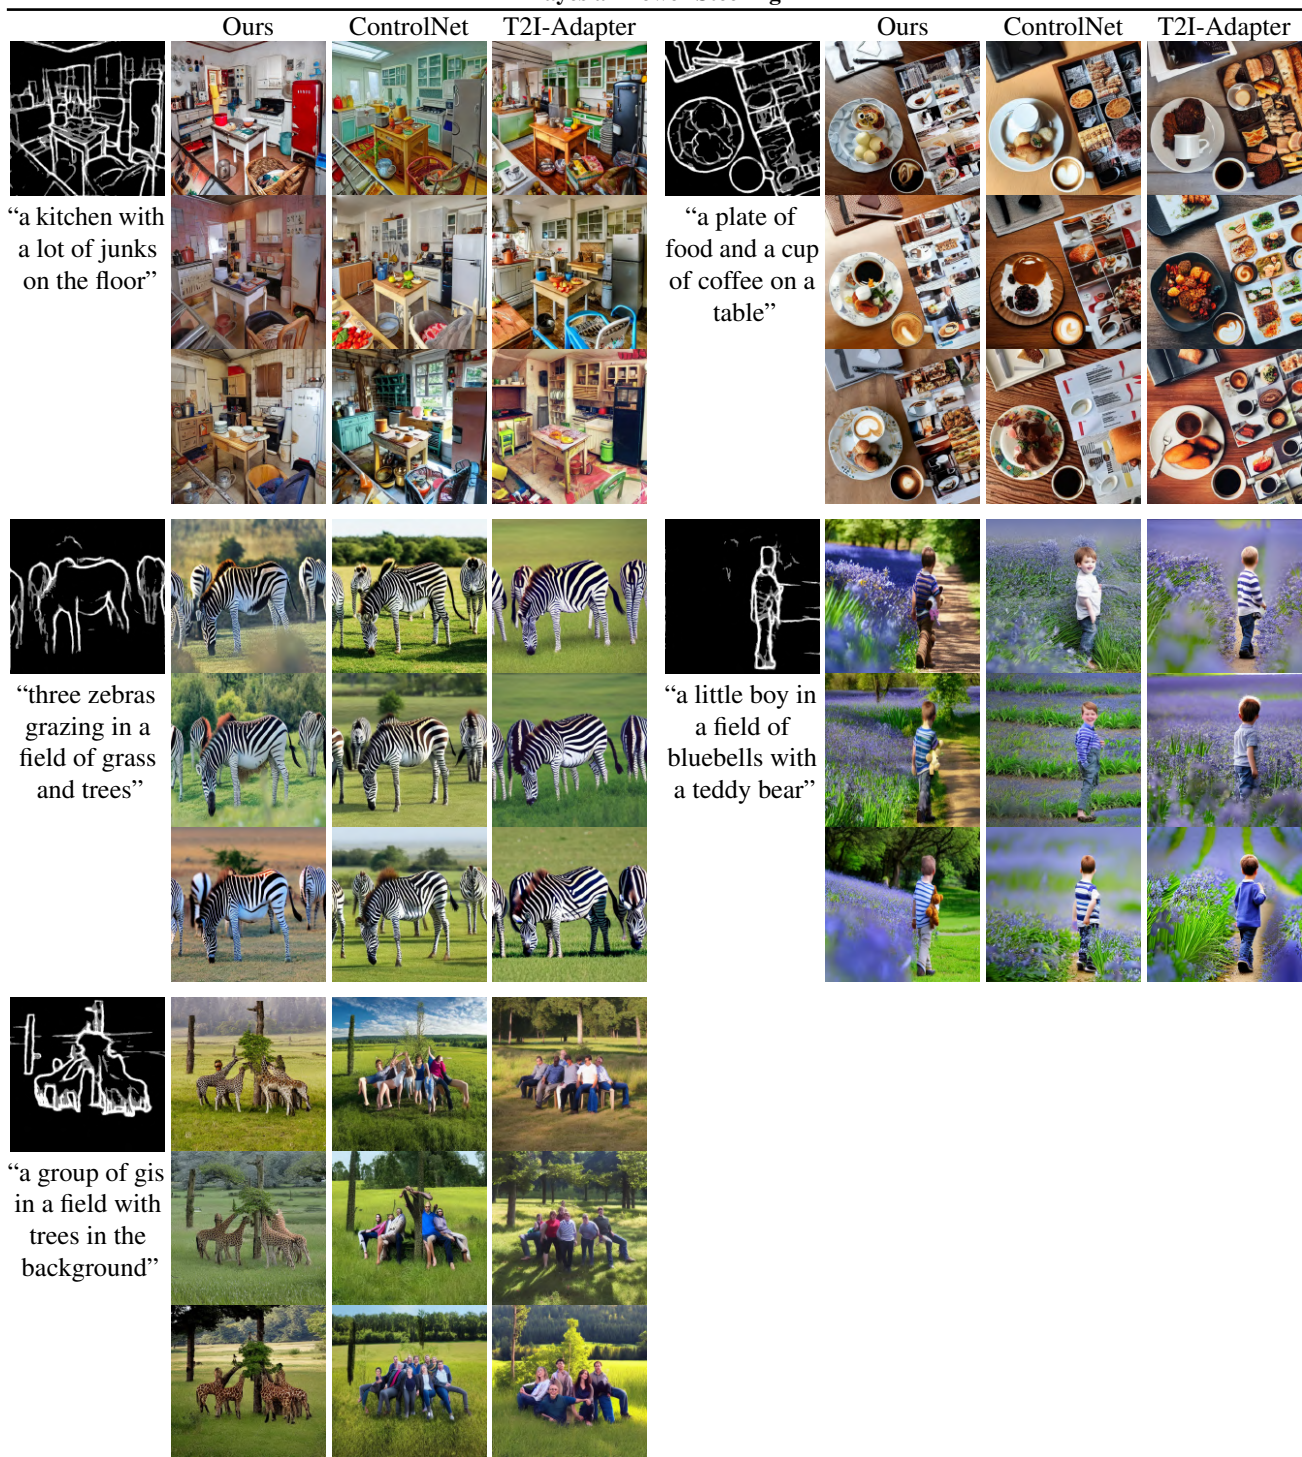 Ours ControlNet T2I-Adapter Ours ControlNet T2I-Adapter
“a kitchen with
a lot of junks
on the floor”
“a plate of
food and a cup
of coffee on a
table”
“three zebras
grazing in a
field of grass
and trees”
“a little boy in
a field of
bluebells with
a teddy bear”
“a group of gis
in a field with
trees in the
background”